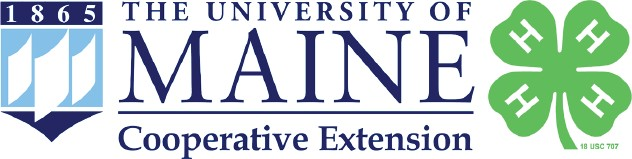 1865
THE UNIVERSITY OF
MAINE
Cooperative Extension
H H
H H
18 USC 707